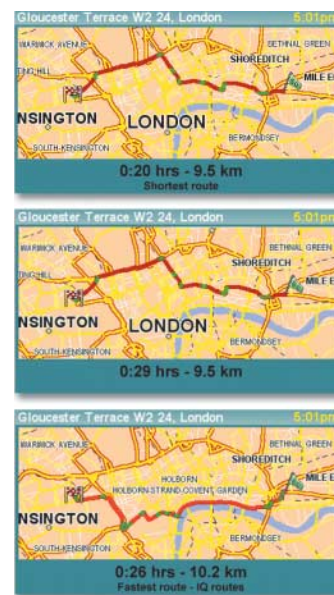 Gloucester Terrace W2 24, London 5:01pm
WARWICK AVENUE
BETHNAL GREEN
SHOREDITCH
TING-HILL
MILE E
NSINGTON
LONDON
SOUTH-KENSINGTON
BERMONDSEY
0:20 hrs - 9.5 km
Shortest route
Gloucester Terrace W2 24, London 5:01pm
WARWICK AVENUE
BETHNAL GREEN
SHOREDITCH
TING-HILL
MILE E
NSINGTON
LONDON
SOUTH-KENSINGTON
BERMONDSEY
0:29 hrs - 9.5 km
Gloucester Terrace W2 24, London 5:01pm
WARWICK AVENUE
BETHNAL GREEN
SHOREDITCH
HOLBORN
MILE E
HOLBORN-STRAND,COVENT, GARDEN
NSINGTON
SOUTH-KENSINGTON
BERMONDSEY
0:26 hrs - 10.2 km
Fastest route - IQ routes